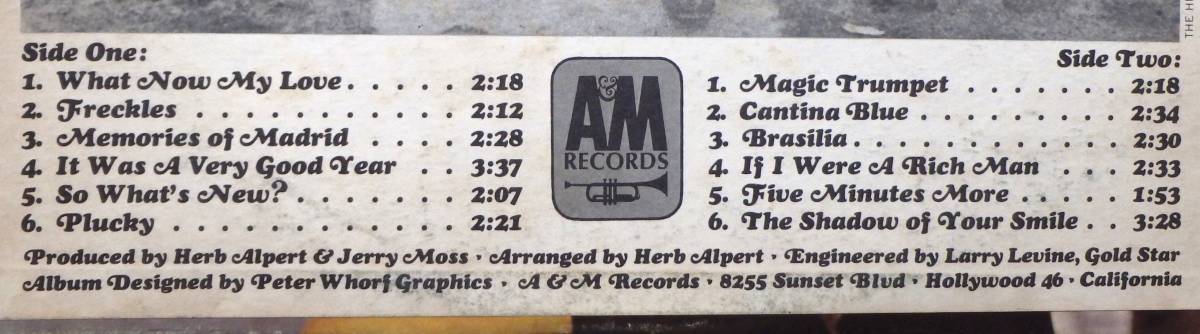 Side One:
1. What Now My Love. . . . . . 2:18
2. Freckles . . . . . . . . . . . . 2:12
3. Memories of Madrid . . . . 2:28
4. It Was A Very Good Year . . 3:37
5. So What's New? . . . . . . . 2:07
6. Plucky . . . . . . . . . . . . . 2:21
A&M
RECORDS
Side Two:
1. Magic Trumpet . . . . . . . 2:18
2. Cantina Blue . . . . . . . . . 2:34
3. Brasilia . . . . . . . . . . . . 2:30
4. If I Were A Rich Man . . . 2:33
5. Five Minutes More . . . . . 1:53
6. The Shadow of Your Smile . . 3:28
Produced by Herb Alpert & Jerry Moss · Arranged by Herb Alpert · Engineered by Larry Levine, Gold Star
Album Designed by Peter Whorf Graphics · A & M Records · 8255 Sunset Blvd · Hollywood 46 · California